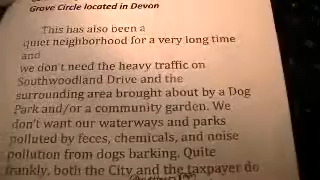 Grove Circle located in Devon
This has also been a
quiet neighborhood for a very long time
and
we don't need the heavy traffic on
Southwoodland Drive and the
surrounding area brought about by a Dog
Park and/or a community garden. We
don't want our waterways and parks
polluted by feces, chemicals, and noise
pollution from dogs barking. Quite
frankly, both the City and the taxpayer do